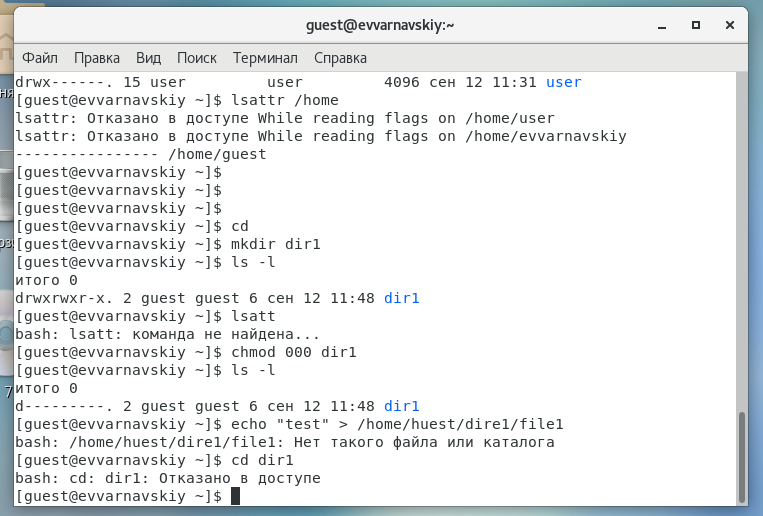 guest@evvarnavskiy:~
Файл Правка Вид Поиск Терминал Справка
drwx------. 15 user         user         4096 сен 12 11:31 user
[guest@evvarnavskiy ~]$ lsattr /home
lsattr: Отказано в доступе While reading flags on /home/user
lsattr: Отказано в доступе While reading flags on /home/evvarnavskiy
---------------- /home/guest
[guest@evvarnavskiy ~]$
[guest@evvarnavskiy ~]$
[guest@evvarnavskiy ~]$
[guest@evvarnavskiy ~]$ cd
[guest@evvarnavskiy ~]$ mkdir dir1
[guest@evvarnavskiy ~]$ ls -l
итого 0
drwxrwxr-x. 2 guest guest 6 сен 12 11:48 dir1
[guest@evvarnavskiy ~]$ lsatt
bash: lsatt: команда не найдена...
[guest@evvarnavskiy ~]$ chmod 000 dir1
[guest@evvarnavskiy ~]$ ls -l
итого 0
d---------. 2 guest guest 6 сен 12 11:48 dir1
[guest@evvarnavskiy ~]$ echo "test" > /home/huest/dire1/file1
bash: /home/huest/dire1/file1: Нет такого файла или каталога
[guest@evvarnavskiy ~]$ cd dir1
bash: cd: dir1: Отказано в доступе
[guest@evvarnavskiy ~]$